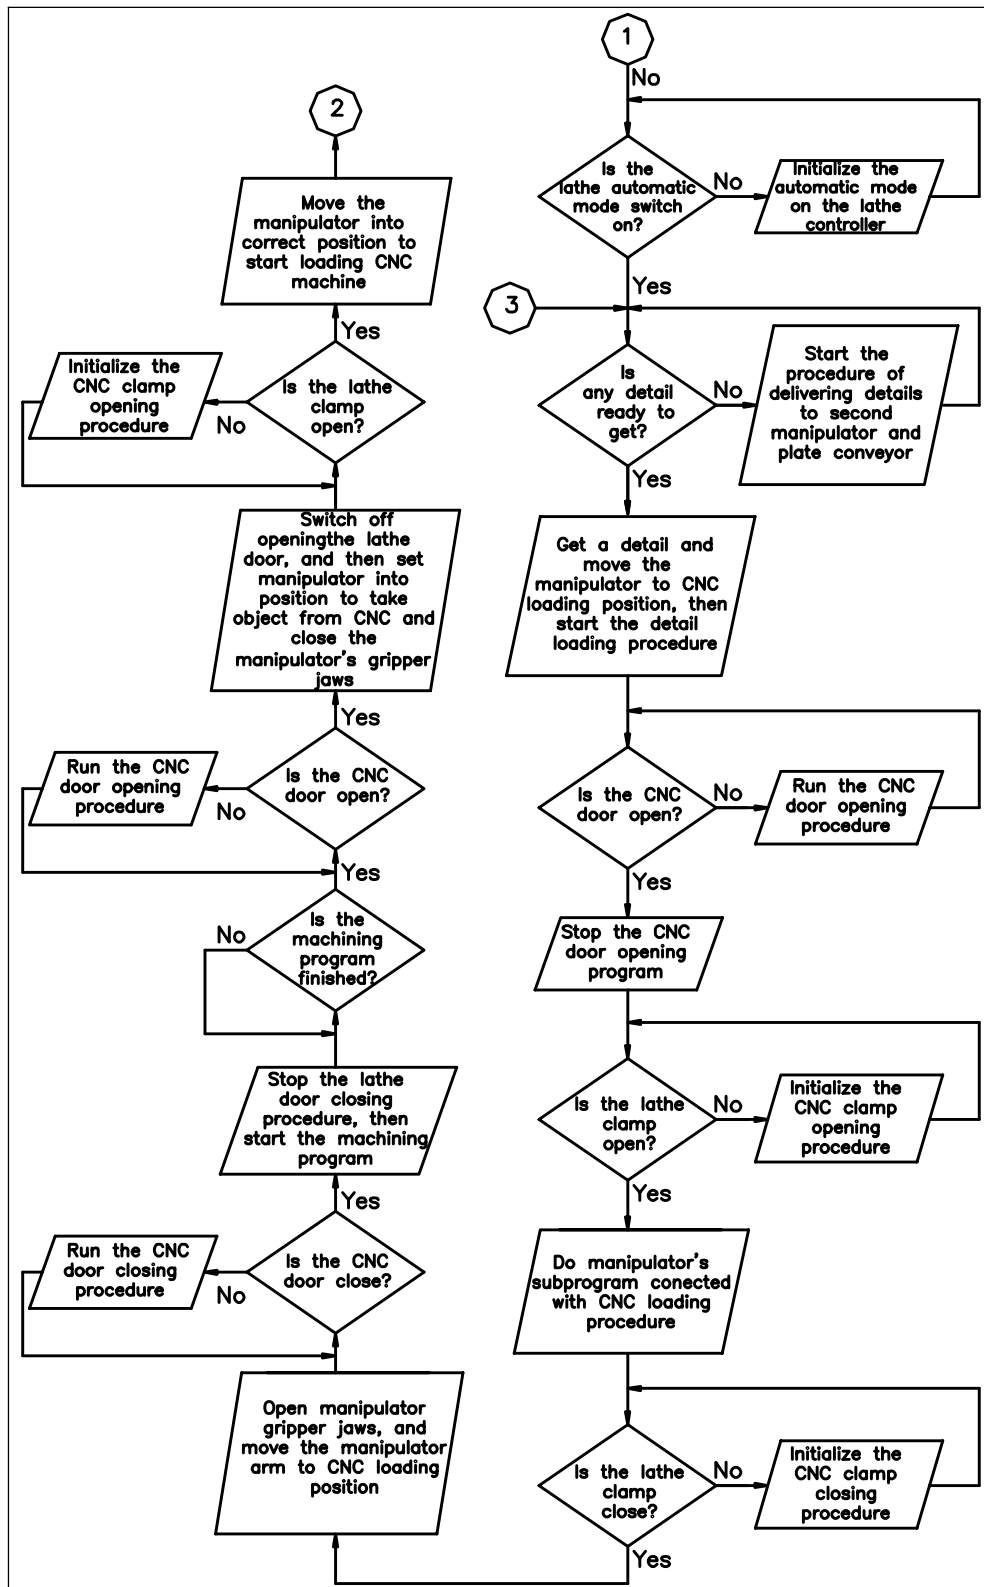 1
No
Is the
lathe automatic
mode switch
on?
No
Initialize the
automatic mode
on the lathe
controller
Yes
3
Is
any detail
ready to
get?
No
Start the
procedure of
delivering details
to second
manipulator and
plate conveyor
Yes
Get a detail and
move the
manipulator to CNC
loading position, then
start the detail
loading procedure
Is the CNC
door open?
No
Run the CNC
door opening
procedure
Yes
Stop the CNC
door opening
program
Is the lathe
clamp
open?
No
Initialize the
CNC clamp
opening
procedure
Yes
Do manipulator's
subprogram conected
with CNC loading
procedure
Is the lathe
clamp
close?
No
Initialize the
CNC clamp
closing
procedure
Yes
Open manipulator
gripper jaws, and
move the manipulator
arm to CNC loading
position
Is the CNC
door close?
No
Run the CNC
door closing
procedure
Yes
Stop the lathe
door closing
procedure, then
start the machining
program
Is the
machining
program
finished?
No
Yes
Is the CNC
door open?
No
Run the CNC
door opening
procedure
Yes
Switch off
openingthe lathe
door, and then set
manipulator into
position to take
object from CNC and
close the
manipulator's gripper
jaws
Is the lathe
clamp
open?
No
Initialize the
CNC clamp
opening
procedure
Yes
Move the
manipulator into
correct position to
start loading CNC
machine
2